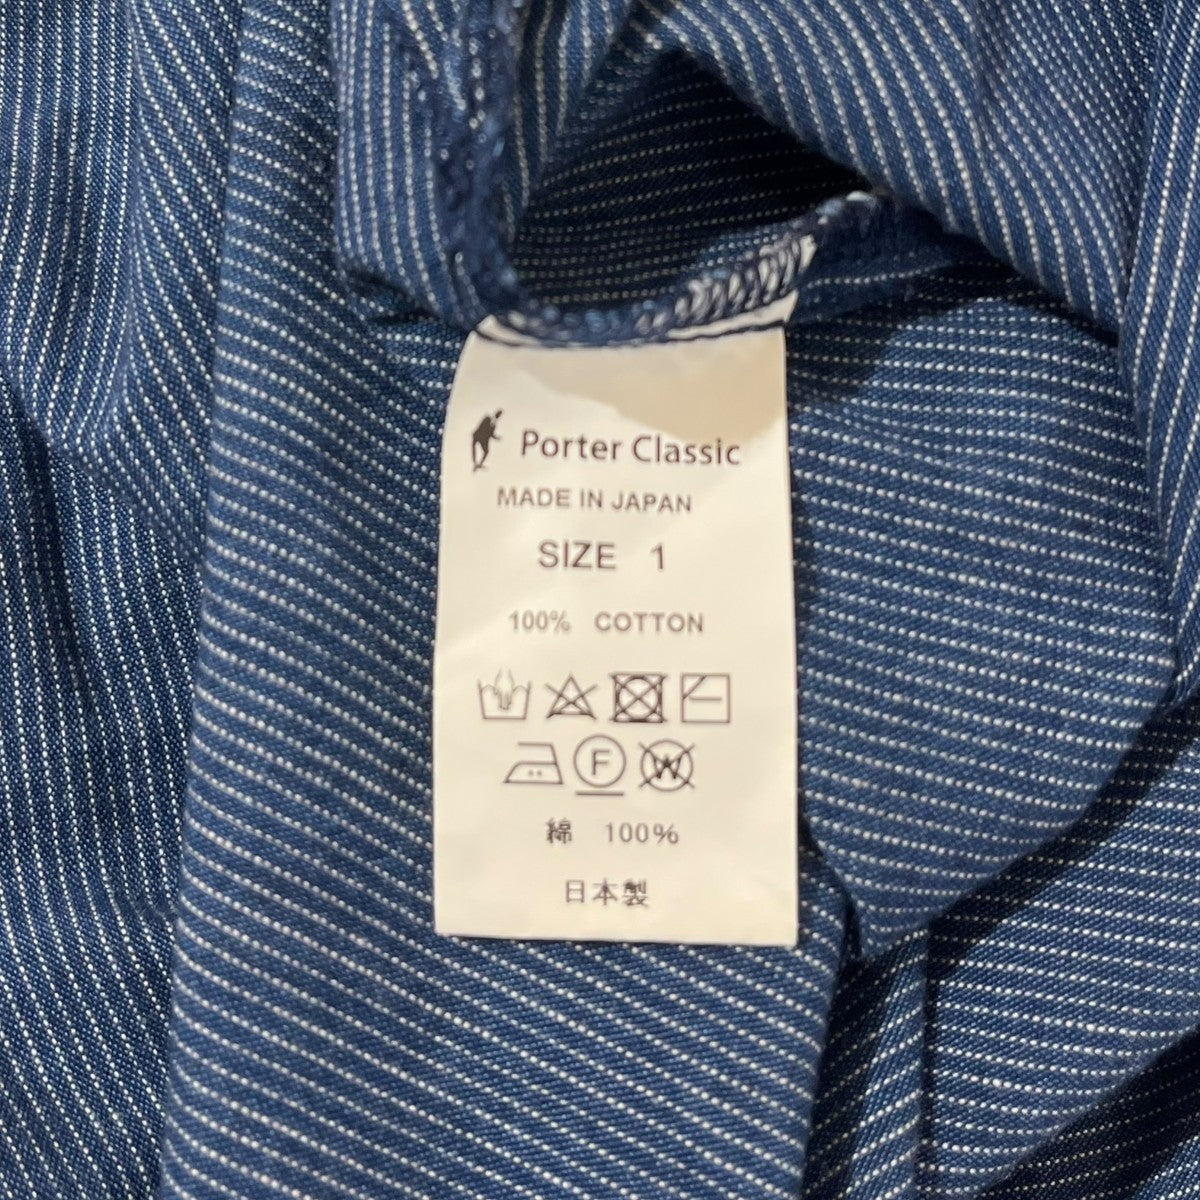 Porter Classic
MADE IN JAPAN
SIZE 1
100% COTTON
F W
綿 100%
日本製